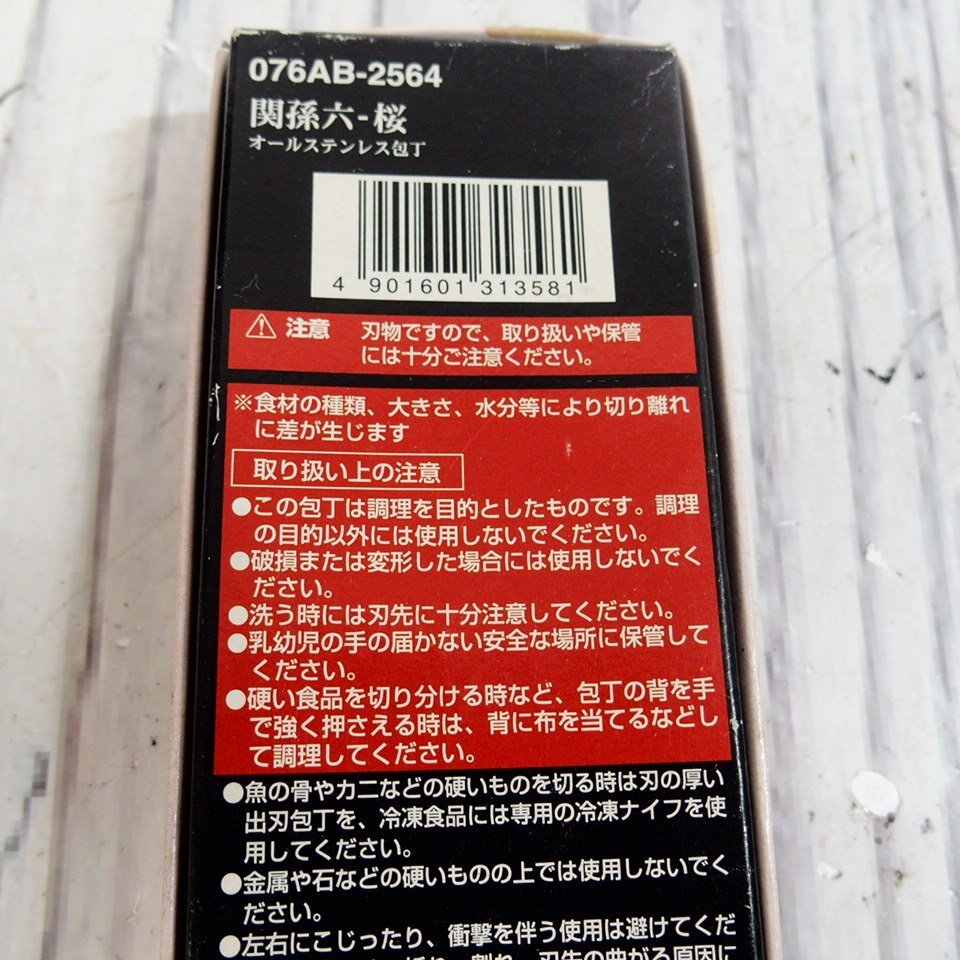 076AB-2564
関孫六-桜
オールステンレス包丁
4 901601 313581
注意 刃物ですので、取り扱いや保管
には十分ご注意ください。
※食材の種類、大きさ、水分等により切り離れ
に差が生じます
取り扱い上の注意
●この包丁は調理を目的としたものです。調理
の目的以外には使用しないでください。
●破損または変形した場合には使用しないでく
ださい。
●洗う時には刃先に十分注意してください。
●乳幼児の手の届かない安全な場所に保管して
ください。
●硬い食品を切り分ける時など、包丁の背を手
で強く押さえる時は、背に布を当てるなどし
て調理してください。
●魚の骨やカニなどの硬いものを切る時は刃の厚い
出刃包丁を、冷凍食品には専用の冷凍ナイフを使
用してください。
●金属や石などの硬いものの上では使用しないでく
ださい。
●左右にこじったり、衝撃を伴う使用は避けてくだ
割れ、刃先の曲がる原因に